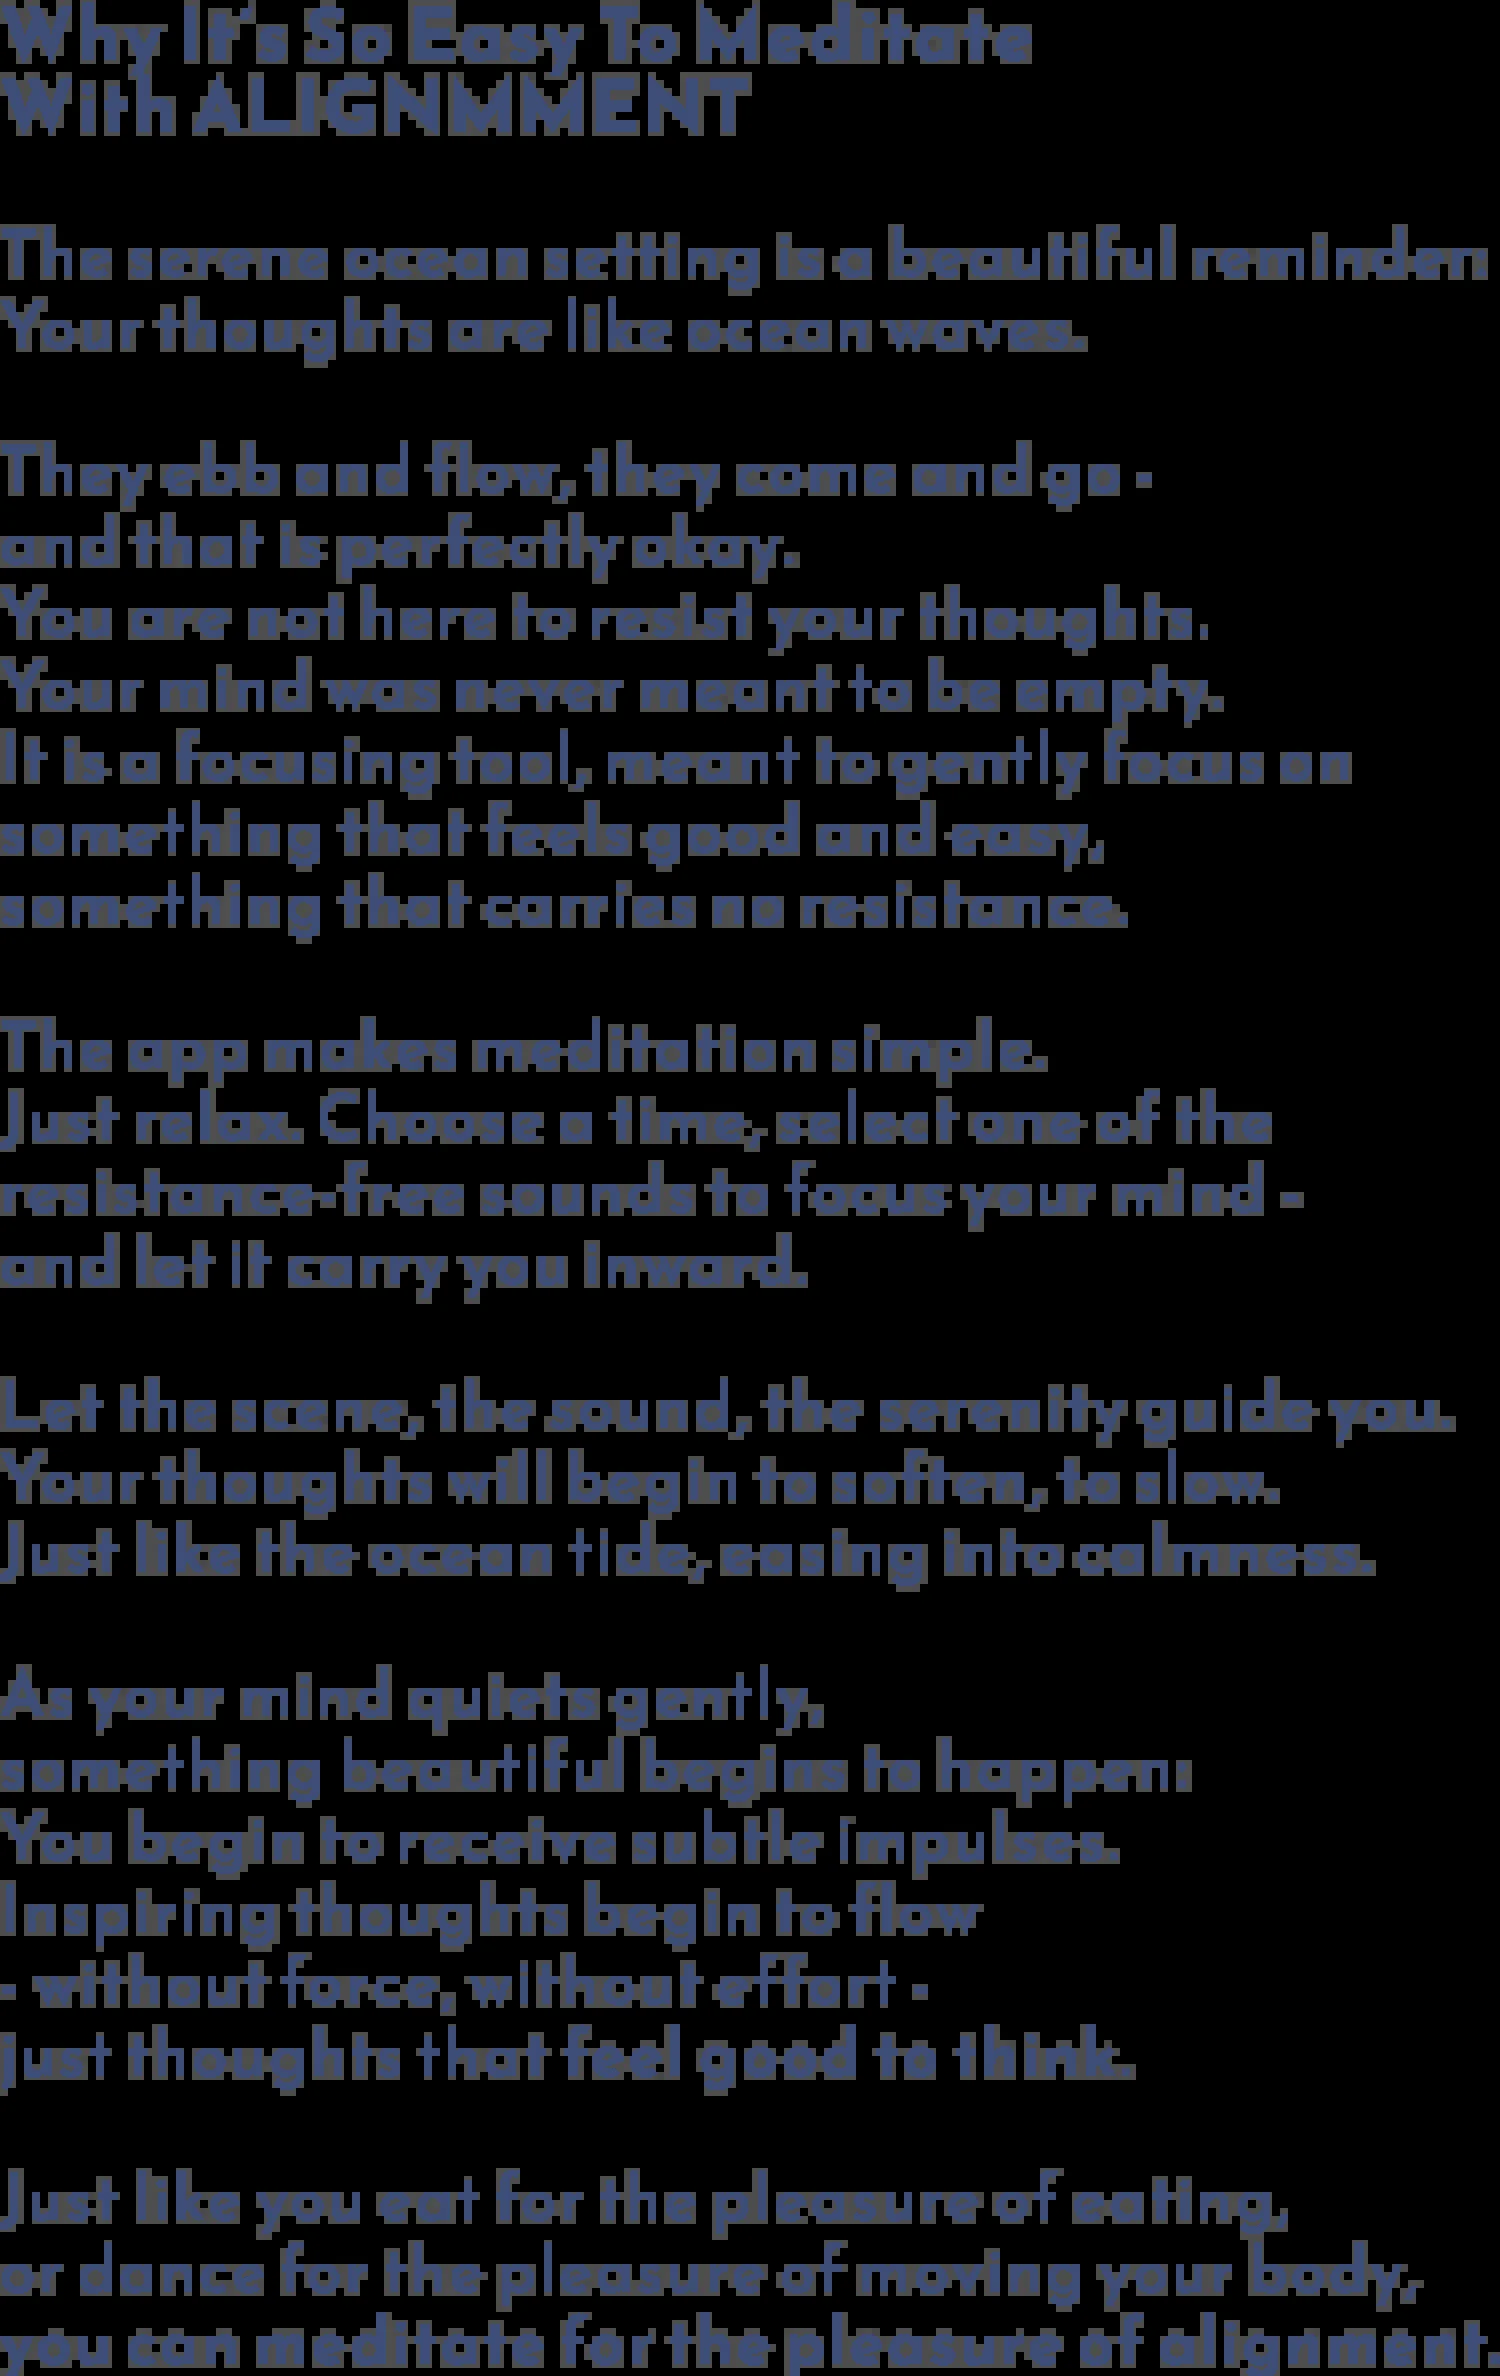 Why It's So Easy To Meditate
With ALIGNMMENT
The serene ocean setting is a beautiful reminder:
Your thoughts are like ocean waves.
They ebb and flow, they come and go -
and that is perfectly okay.
You are not here to resist your thoughts.
Your mind was never meant to be empty.
It is a focusing tool, meant to gently focus on
something that feels good and easy,
something that carries no resistance.
The app makes meditation simple.
Just relax. Choose a time, select one of the
resistance-free sounds to focus your mind -
and let it carry you inward.
Let the scene, the sound, the serenity guide you.
Your thoughts will begin to soften, to slow.
Just like the ocean tide, easing into calmness.
As your mind quiets gently,
something beautiful begins to happen:
You begin to receive subtle impulses.
Inspiring thoughts begin to flow
- without force, without effort -
just thoughts that feel good to think.
Just like you eat for the pleasure of eating,
or dance for the pleasure of moving your body,
you can meditate for the pleasure of alignment.